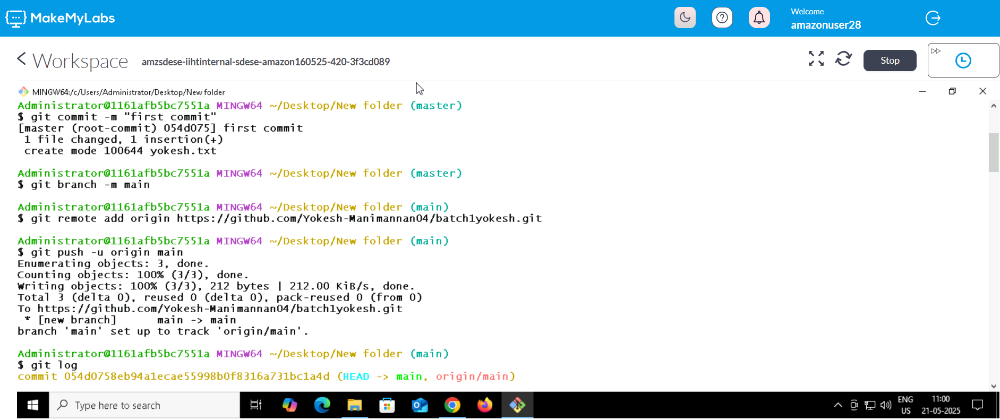 MakeMyLabs
Welcome
amazonuser28
Workspace amzsdese-iihtinternal-sdese-amazon160525-420-3f3cd089
Stop
MINGW64:/c/Users/Administrator/Desktop/New folder
Administrator@1161afb5bc7551a MINGW64 ~/Desktop/New folder (master)
$ git commit -m "first commit"
[master (root-commit) 054d075] first commit
1 file changed, 1 insertion(+)
create mode 100644 yokesh.txt
Administrator@1161afb5bc7551a MINGW64 ~/Desktop/New folder (master)
$ git branch -m main
Administrator@1161afb5bc7551a MINGW64 ~/Desktop/New folder (main)
$ git remote add origin https://github.com/Yokesh-Manimannan04/batch1yokesh.git
Administrator@1161afb5bc7551a MINGW64 ~/Desktop/New folder (main)
$ git push -u origin main
Enumerating objects: 3, done.
Counting objects: 100% (3/3), done.
Writing objects: 100% (3/3), 212 bytes | 212.00 KiB/s, done.
Total 3 (delta 0), reused 0 (delta 0), pack-reused 0 (from 0)
To https://github.com/Yokesh-Manimannan04/batch1yokesh.git
* [new branch] main -> main
branch 'main' set up to track 'origin/main'.
Administrator@1161afb5bc7551a MINGW64 ~/Desktop/New folder (main)
$ git log
commit 054d0758eb94a1ecae55998b0f8316a731bc1a4d (HEAD -> main, origin/main)
Type here to search
ENG
US
11:00
21-05-2025